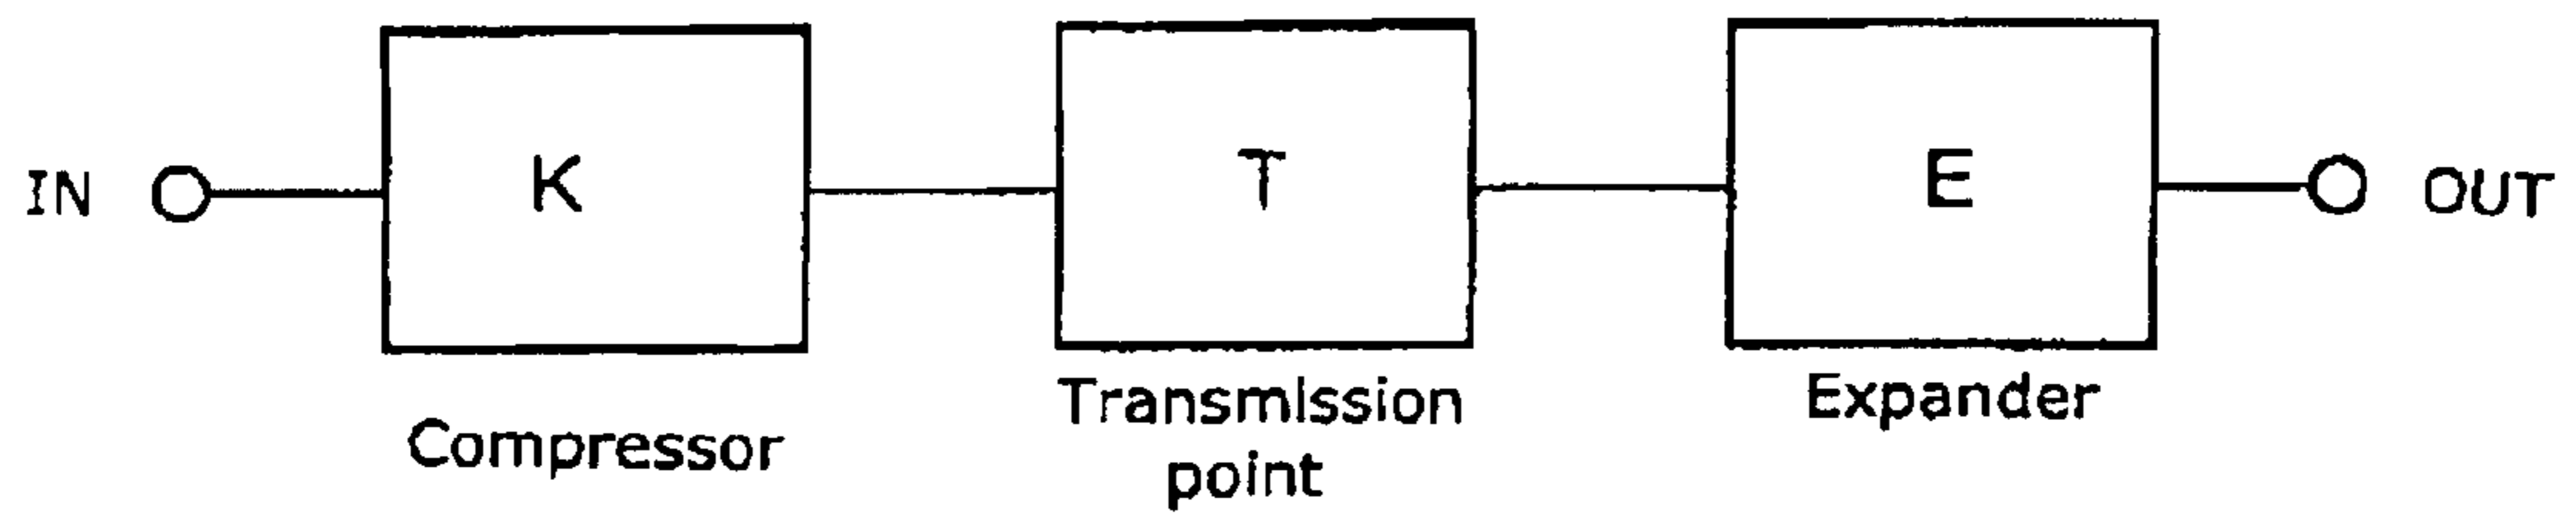 IN K T E OUT
Compressor
Transmission
point
Expander